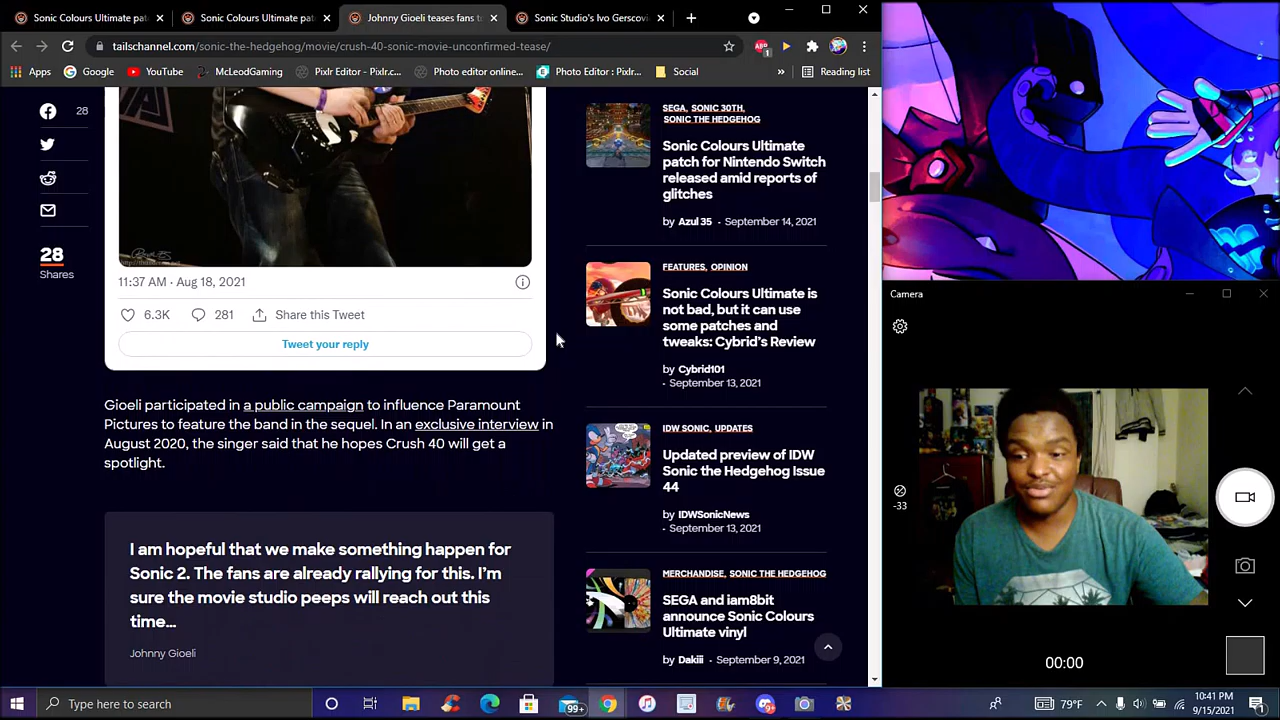 Sonic Colours Ultimate pat
Sonic Colours Ultimate pat
Johnny Gioeli teases fans to
Sonic Studio's Ivo Gerscovi
tailschannel.com/sonic-the-hedgehog/movie/crush-40-sonic-movie-unconfirmed-tease/
ABP
1
Apps
Google
YouTube
McLeodGaming
Pixlr Editor - Pixlr.c...
Photo editor online...
Photo Editor : Pixlr...
Social
»
Reading list
28
28
Shares
11:37 AM · Aug 18, 2021
6.3K
281
Share this Tweet
Tweet your reply
Gioeli participated in a public campaign to influence Paramount
Pictures to feature the band in the sequel. In an exclusive interview in
August 2020, the singer said that he hopes Crush 40 will get a
spotlight.
I am hopeful that we make something happen for
Sonic 2. The fans are already rallying for this. I'm
sure the movie studio peeps will reach out this
time...
Johnny Gioeli
SEGA, SONIC 30TH,
SONIC THE HEDGEHOG
Sonic Colours Ultimate
patch for Nintendo Switch
released amid reports of
glitches
by Azul 35 · September 14, 2021
FEATURES, OPINION
Sonic Colours Ultimate is
not bad, but it can use
some patches and
tweaks: Cybrid's Review
by Cybrid101
· September 13, 2021
IDW SONIC, UPDATES
Updated preview of IDW
Sonic the Hedgehog Issue
44
by IDWSonicNews
· September 13, 2021
MERCHANDISE, SONIC THE HEDGEHOG
SEGA and iam8bit
announce Sonic Colours
Ultimate vinyl
by Dakiii · September 9, 2021
Camera
-33
00:00
Type here to search
99+
79°F
10:41 PM
9/15/2021
1